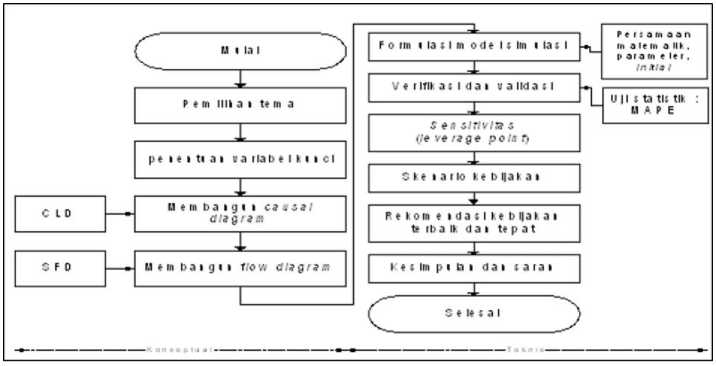 Mulai
Pemilihan tema
penentuan variabel kunci
CLD
Membangun causal
diagram
SFD
Membangun flow diagram
Formulasi model simulasi
Persamaan
matematik,
parameter,
initial
Verifikasi dan validasi
Uji statistik :
MAPE
Sensitivitas
(leverage point)
Skenario kebijakan
Rekomendasi kebijakan
terbaik dan tepat
Kesimpulan dan saran
Selesai
Konseptual
Teknis